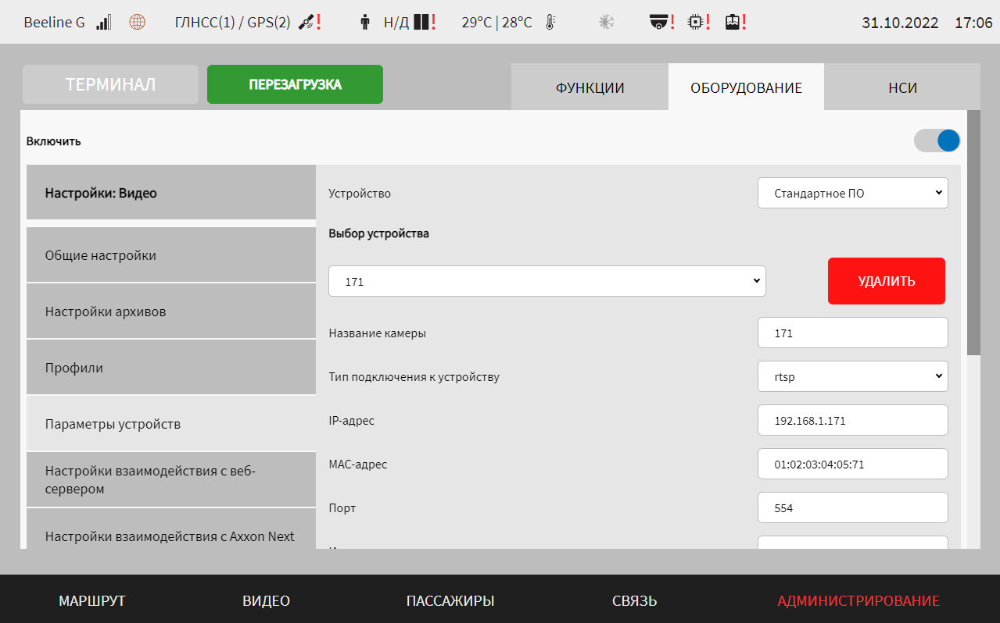 Beeline G ГЛНСС(1) / GPS(2) ! Н/Д ! 29°C | 28°C ! ! ! 31.10.2022 17:06
ТЕРМИНАЛ ПЕРЕЗАГРУЗКА ФУНКЦИИ ОБОРУДОВАНИЕ НСИ
Включить
Настройки: Видео
Общие настройки
Настройки архивов
Профили
Параметры устройств
Настройки взаимодействия с веб-
сервером
Настройки взаимодействия с Axxon Next
Устройство Стандартное ПО
Выбор устройства
171 УДАЛИТЬ
Название камеры 171
Тип подключения к устройству rtsp
IP-адрес 192.168.1.171
MAC-адрес 01:02:03:04:05:71
Порт 554
МАРШРУТ ВИДЕО ПАССАЖИРЫ СВЯЗЬ АДМИНИСТРИРОВАНИЕ